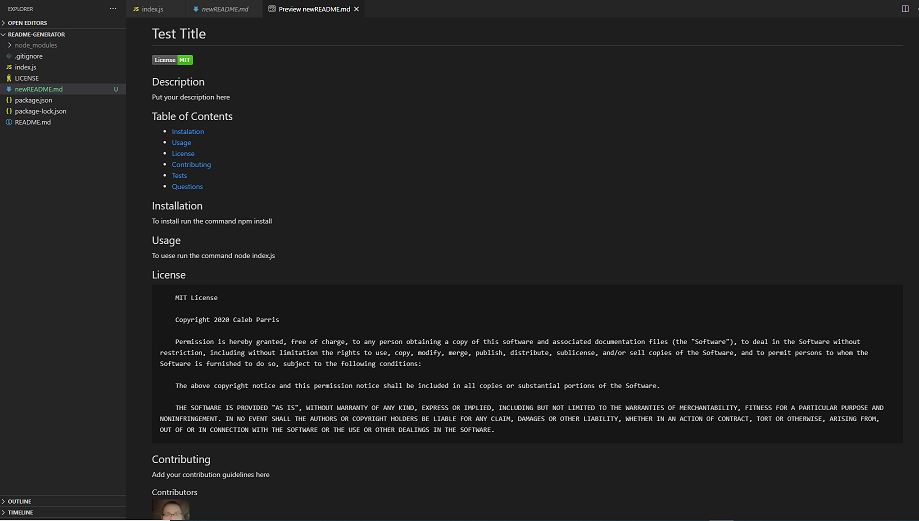 EXPLORER
···
OPEN EDITORS
README-GENERATOR
node_modules
.gitignore
JS index.js
LICENSE
newREADME.md U
{} package.json
{} package-lock.json
README.md
OUTLINE
TIMELINE
JS index.js
newREADME.md
Preview newREADME.md
Test Title
License MIT
Description
Put your description here
Table of Contents
Instalation
Usage
License
Contributing
Tests
Questions
Installation
To install run the command npm install
Usage
To uese run the command node index.js
License
MIT License
Copyright 2020 Caleb Parris
Permission is hereby granted, free of charge, to any person obtaining a copy of this software and associated documentation files (the "Software"), to deal in the Software without
restriction, including without limitation the rights to use, copy, modify, merge, publish, distribute, sublicense, and/or sell copies of the Software, and to permit persons to whom the
Software is furnished to do so, subject to the following conditions:
The above copyright notice and this permission notice shall be included in all copies or substantial portions of the Software.
THE SOFTWARE IS PROVIDED "AS IS", WITHOUT WARRANTY OF ANY KIND, EXPRESS OR IMPLIED, INCLUDING BUT NOT LIMITED TO THE WARRANTIES OF MERCHANTABILITY, FITNESS FOR A PARTICULAR PURPOSE AND
NONINFRINGEMENT. IN NO EVENT SHALL THE AUTHORS OR COPYRIGHT HOLDERS BE LIABLE FOR ANY CLAIM, DAMAGES OR OTHER LIABILITY, WHETHER IN AN ACTION OF CONTRACT, TORT OR OTHERWISE, ARISING FROM,
OUT OF OR IN CONNECTION WITH THE SOFTWARE OR THE USE OR OTHER DEALINGS IN THE SOFTWARE.
Contributing
Add your contribution guidelines here
Contributors